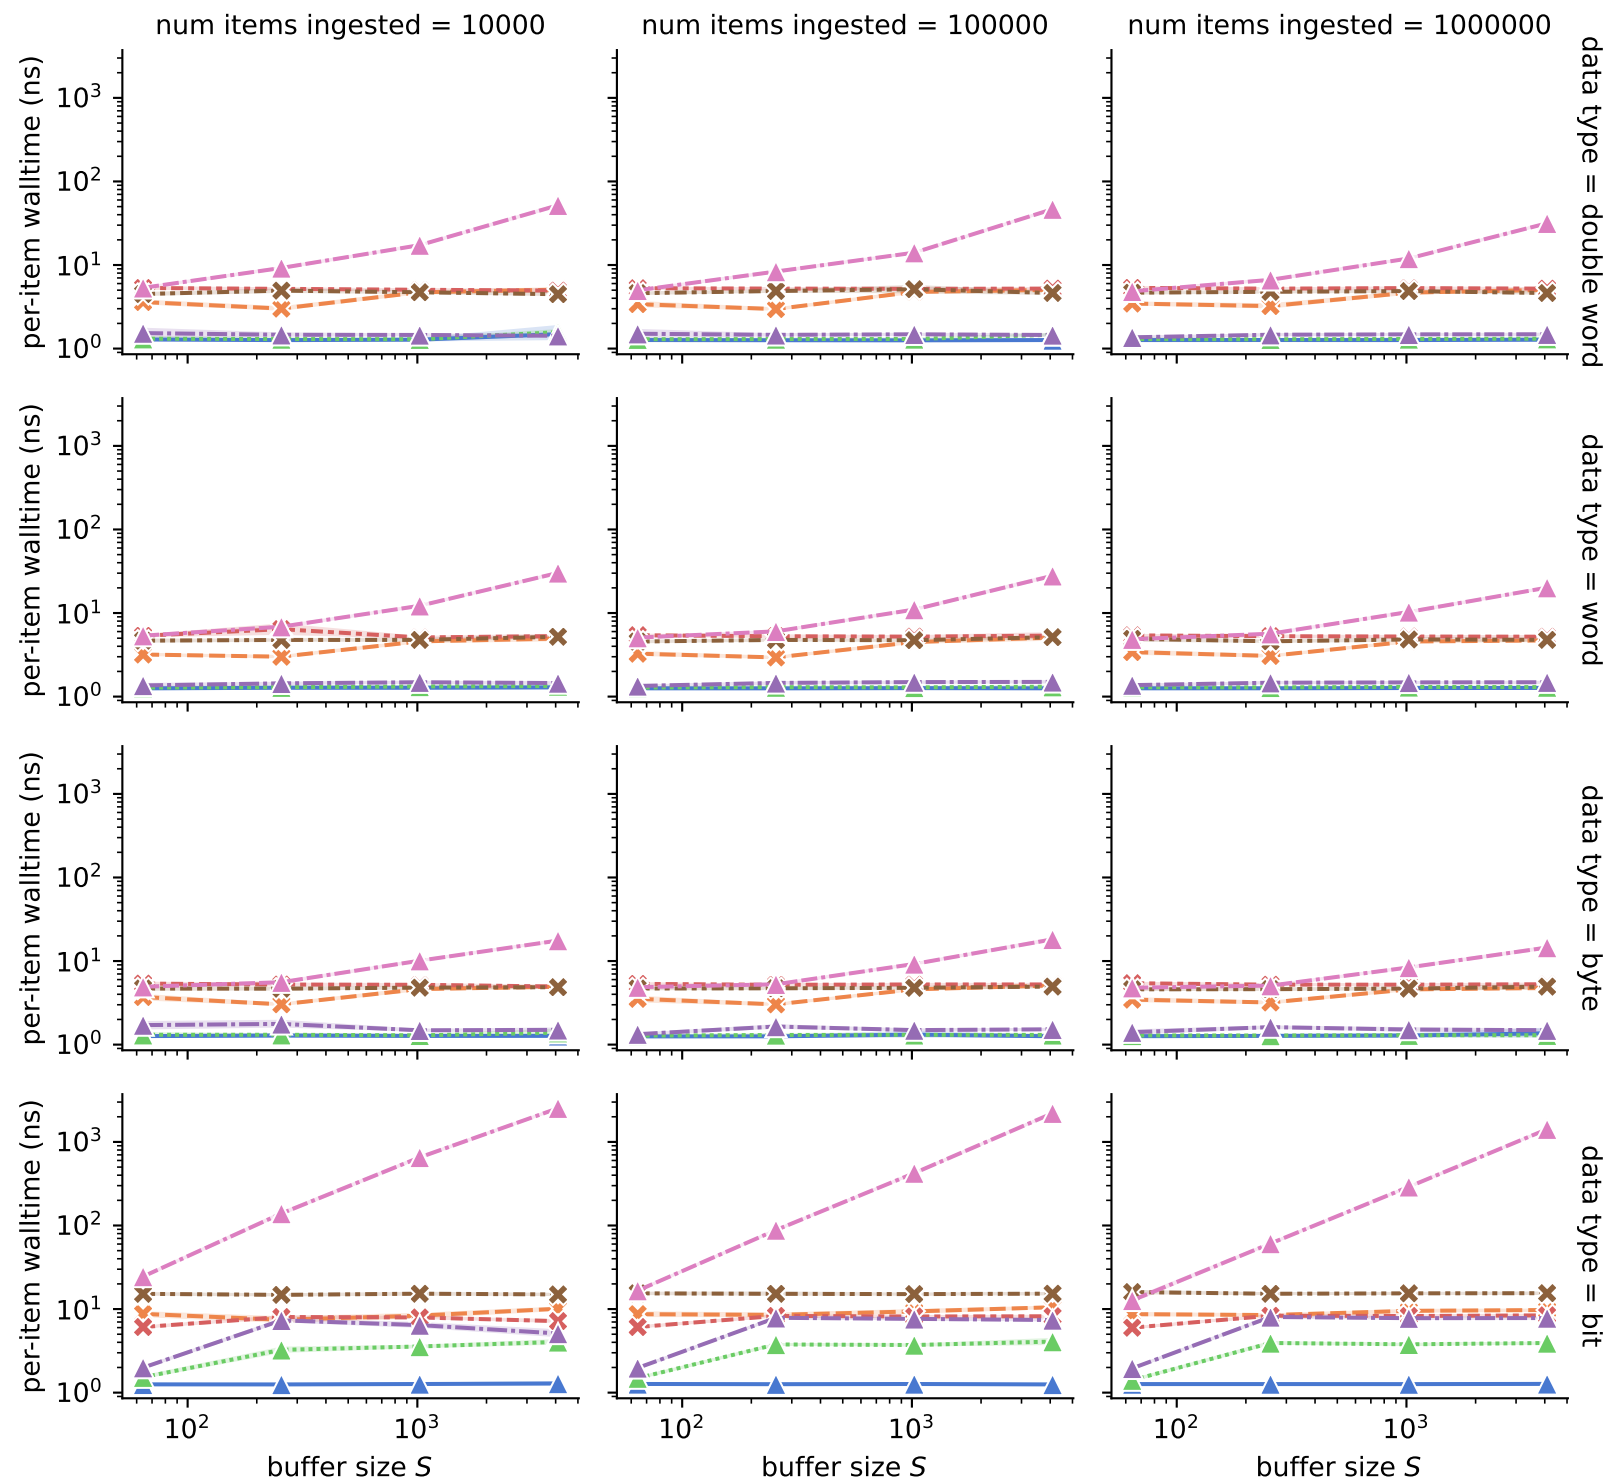 num items ingested = 10000
num items ingested = 100000
num items ingested = 1000000
per-item walltime (ns)
10³
10²
10¹
10⁰
data type = double word
per-item walltime (ns)
10³
10²
10¹
10⁰
data type = word
per-item walltime (ns)
10³
10²
10¹
10⁰
data type = byte
per-item walltime (ns)
10³
10²
10¹
10⁰
data type = bit
10² 10³
10² 10³
10² 10³
buffer size S
buffer size S
buffer size S